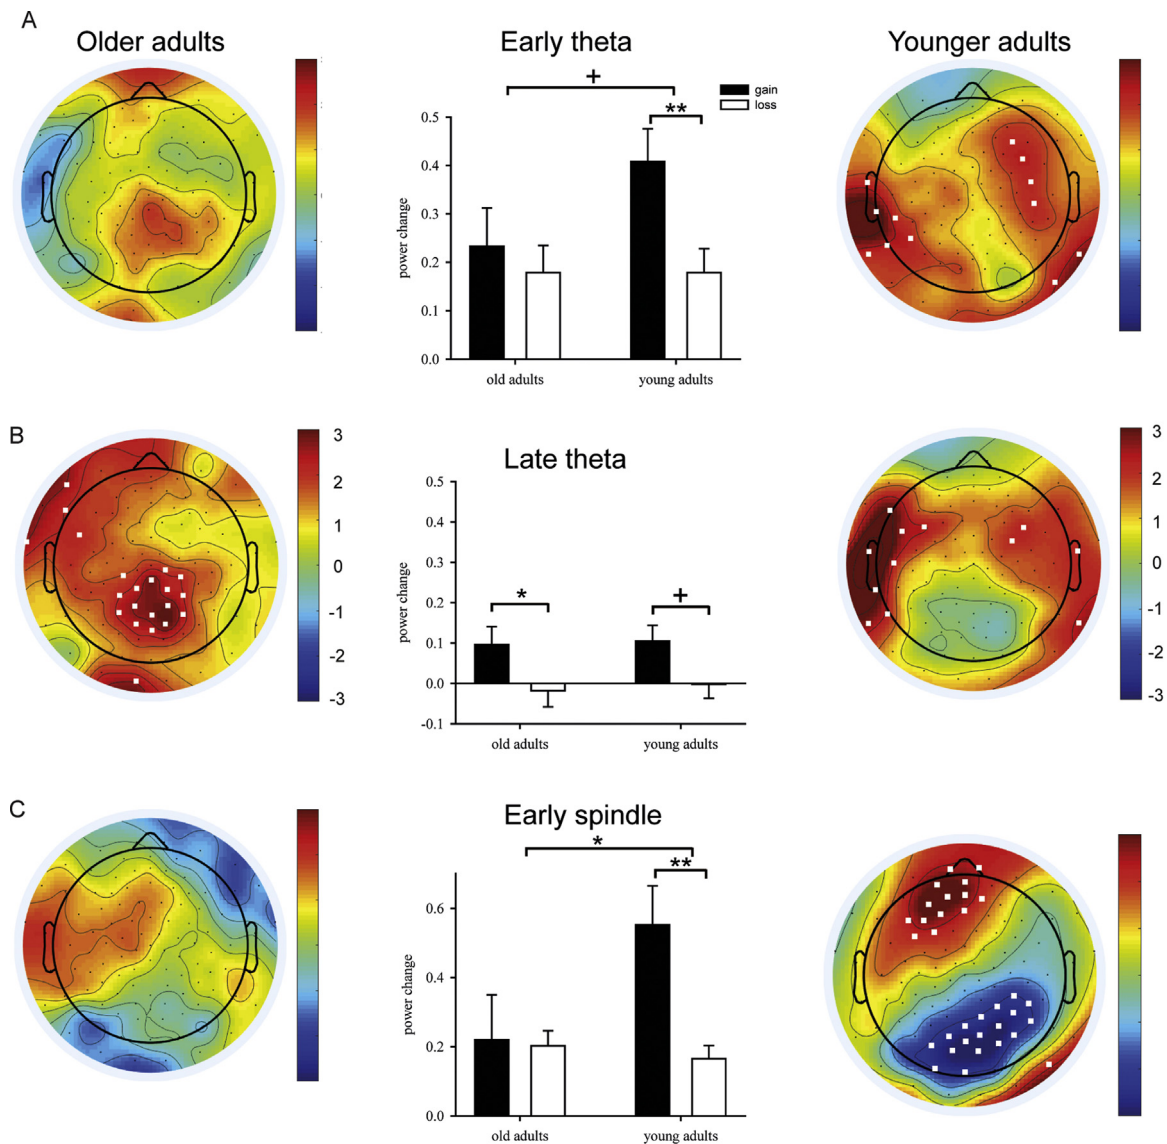 A
Older adults
Early theta
Younger adults
+
**
gain
loss
0.5
0.4
0.3
0.2
0.1
0.0
power change
old adults
young adults
B
Late theta
3
2
1
0
-1
-2
-3
0.5
0.4
0.3
0.2
0.1
0.0
-0.1
power change
*
+
old adults
young adults
3
2
1
0
-1
-2
-3
C
Early spindle
*
**
0.6
0.4
0.2
0.0
power change
old adults
young adults